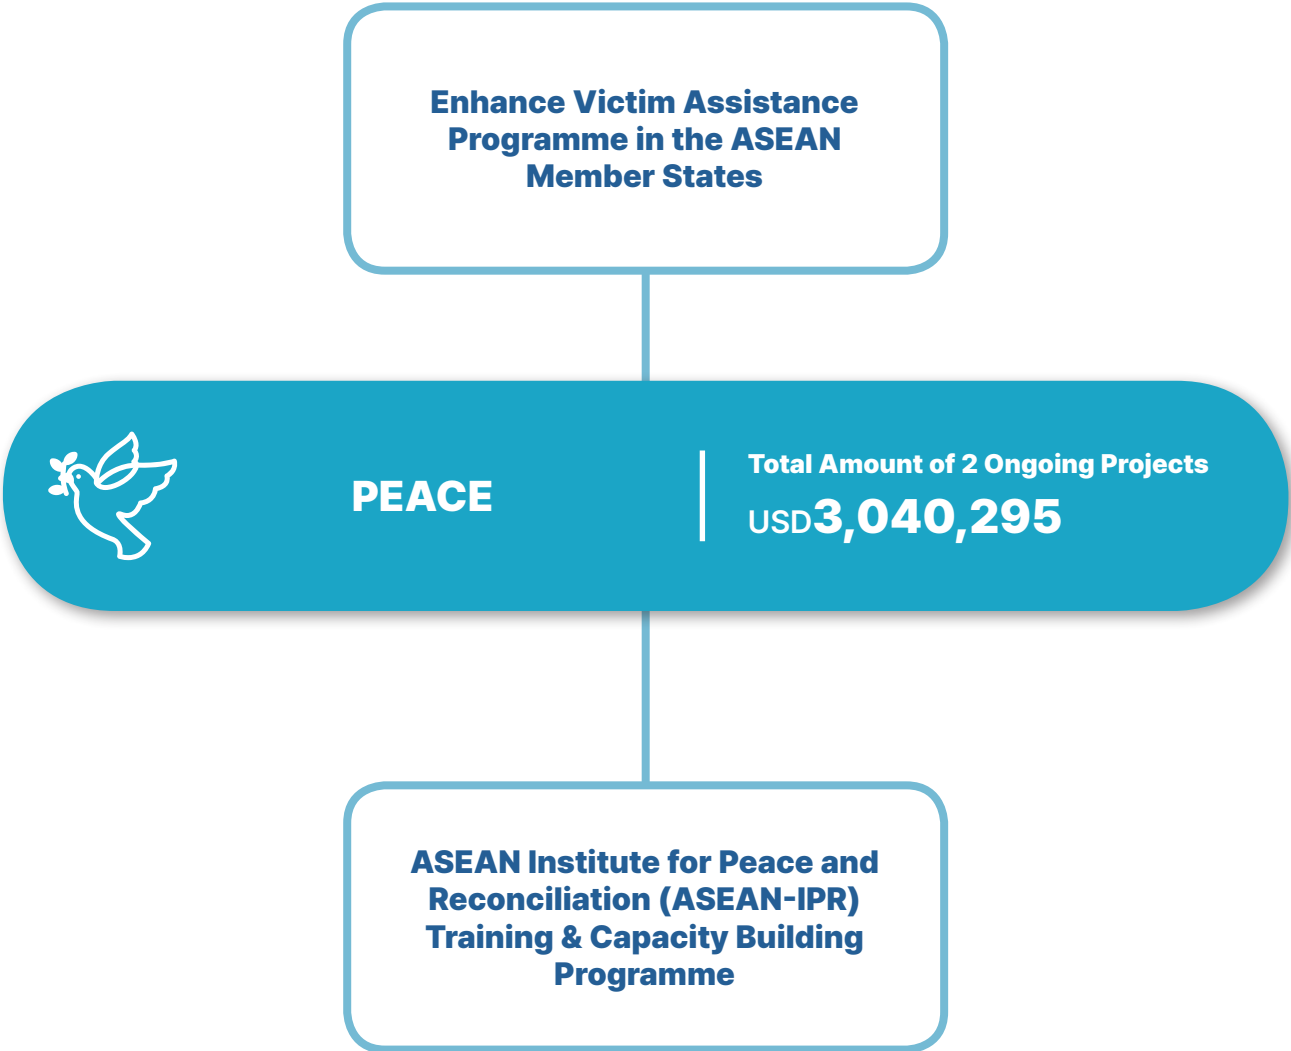 Enhance Victim Assistance
Programme in the ASEAN
Member States
PEACE
Total Amount of 2 Ongoing Projects
USD3,040,295
ASEAN Institute for Peace and
Reconciliation (ASEAN-IPR)
Training & Capacity Building
Programme